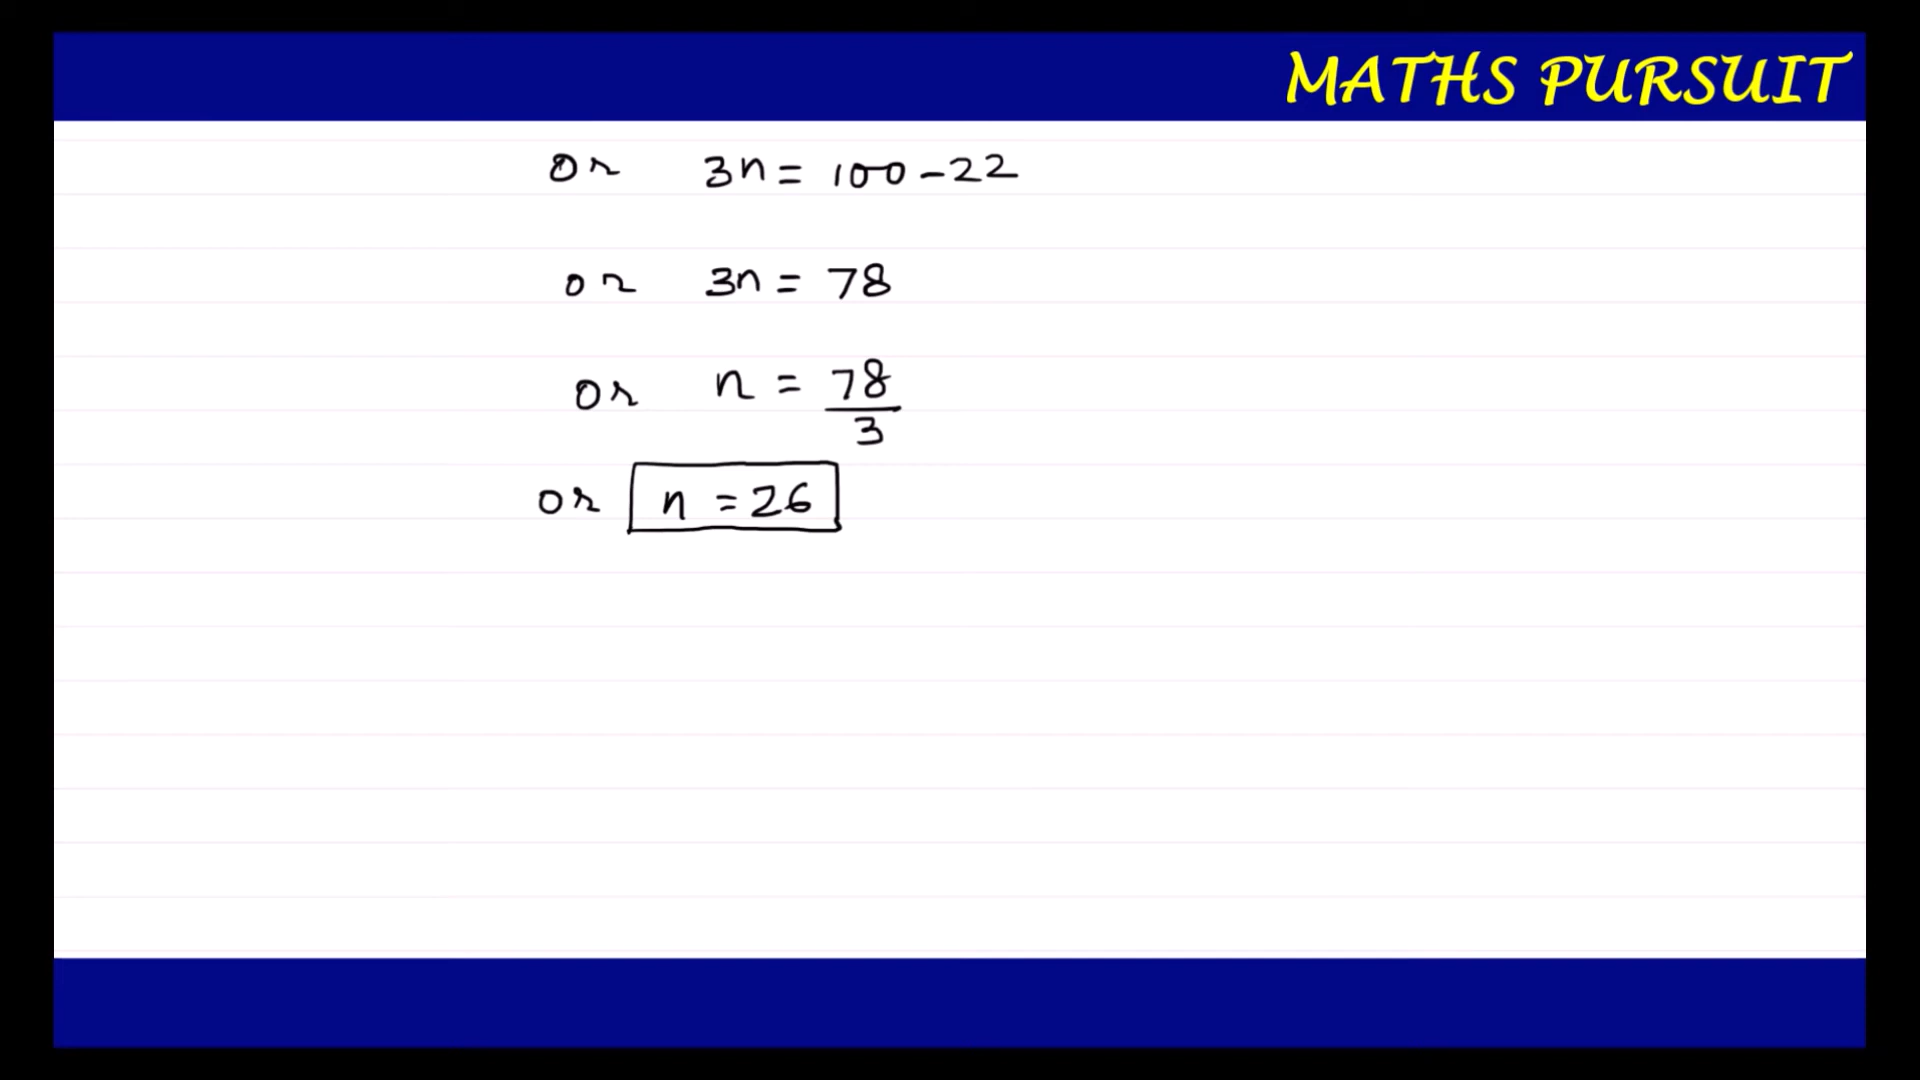 MATHS PURSUIT
or 3n = 100 - 22
or 3n = 78
or n = 78/3
or n = 26